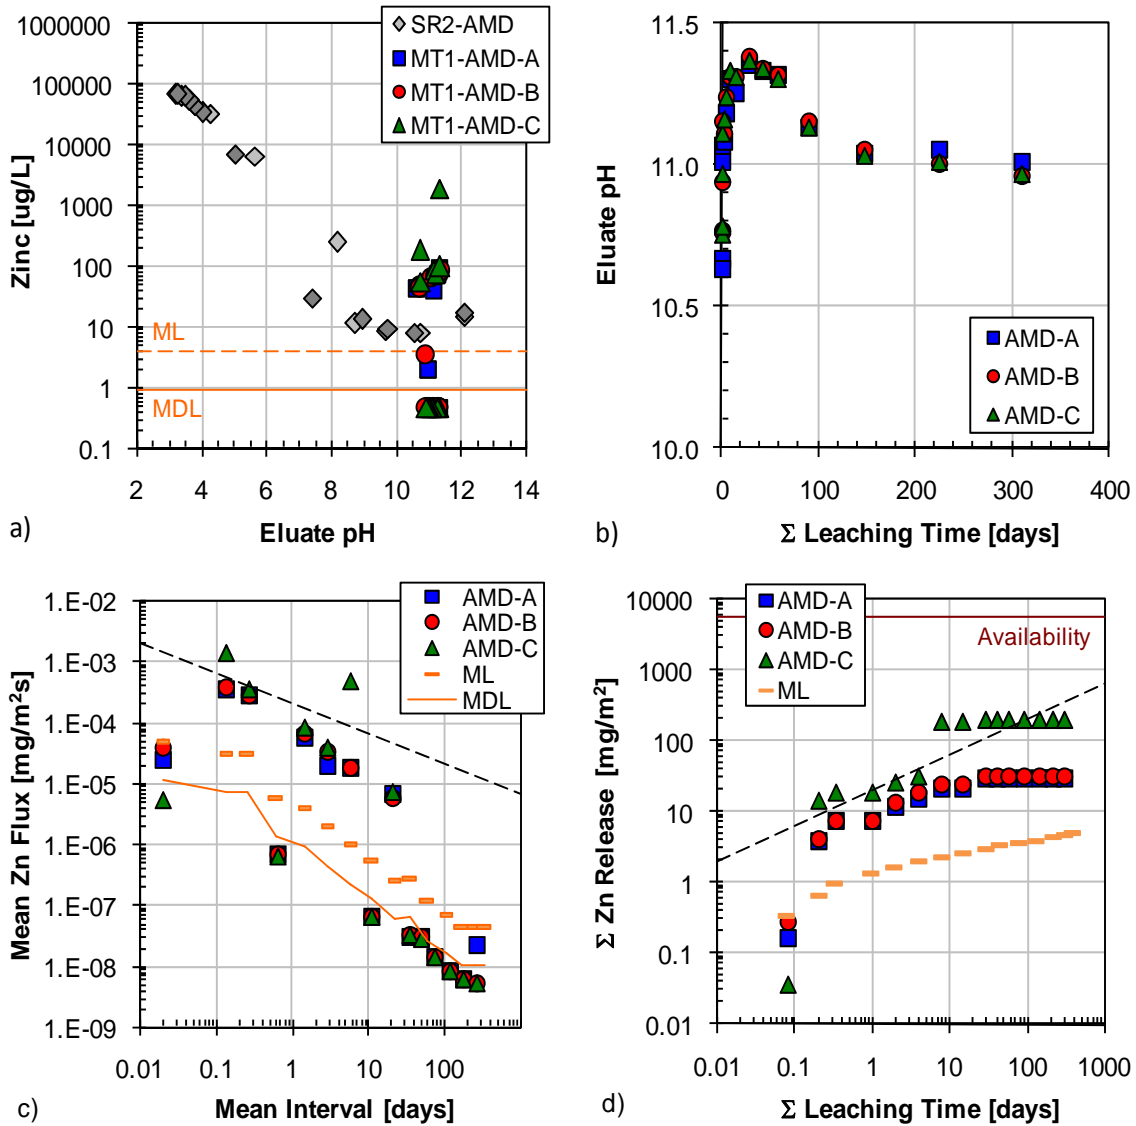 1000000
100000
10000
1000
100
10
1
0.1
Zinc [ug/L]
SR2-AMD
MT1-AMD-A
MT1-AMD-B
MT1-AMD-C
ML
MDL
2 4 6 8 10 12 14
Eluate pH
a)
11.5
11.0
10.5
10.0
Eluate pH
AMD-A
AMD-B
AMD-C
0 100 200 300 400
Σ Leaching Time [days]
b)
1.E-02
1.E-03
1.E-04
1.E-05
1.E-06
1.E-07
1.E-08
1.E-09
Mean Zn Flux [mg/m²s]
AMD-A
AMD-B
AMD-C
ML
MDL
0.01 0.1 1 10 100
Mean Interval [days]
c)
10000
1000
100
10
1
0.1
0.01
Σ Zn Release [mg/m²]
AMD-A
AMD-B
AMD-C
ML
Availability
0.01 0.1 1 10 100 1000
Σ Leaching Time [days]
d)